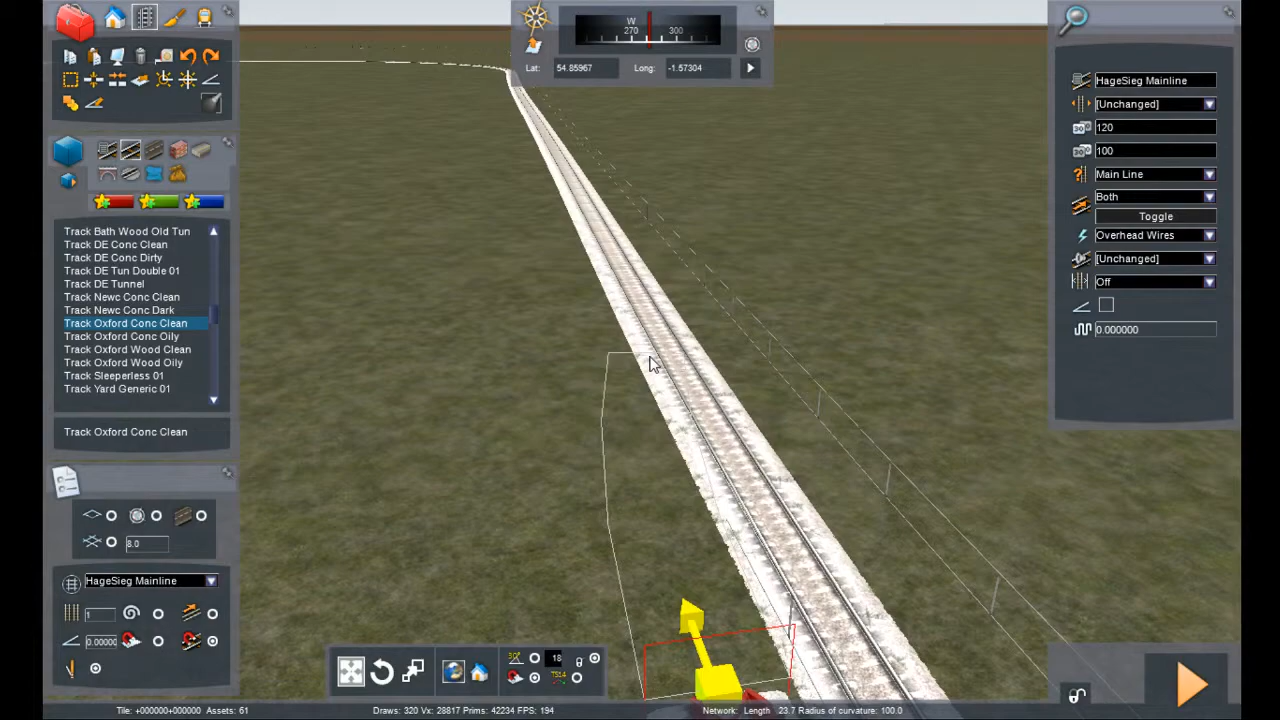 W
270 300
Lat: 54.85967 Long: -1.57304
Track Bath Wood Old Tun
Track DE Conc Clean
Track DE Conc Dirty
Track DE Tun Double 01
Track DE Tunnel
Track Newc Conc Clean
Track Newc Conc Dark
Track Oxford Conc Clean
Track Oxford Conc Oily
Track Oxford Wood Clean
Track Oxford Wood Oily
Track Sleeperless 01
Track Yard Generic 01
Track Oxford Conc Clean
8.0
HageSieg Mainline
1
0.00000
HageSieg Mainline
[Unchanged]
120
100
Main Line
Both
Toggle
Overhead Wires
[Unchanged]
Off
0.000000
18
Tile: +000000+000000 Assets: 61
Draws: 320 Vx: 28817 Prims: 42234 FPS: 194
Network: Length 23.7 Radius of curvature: 100.0